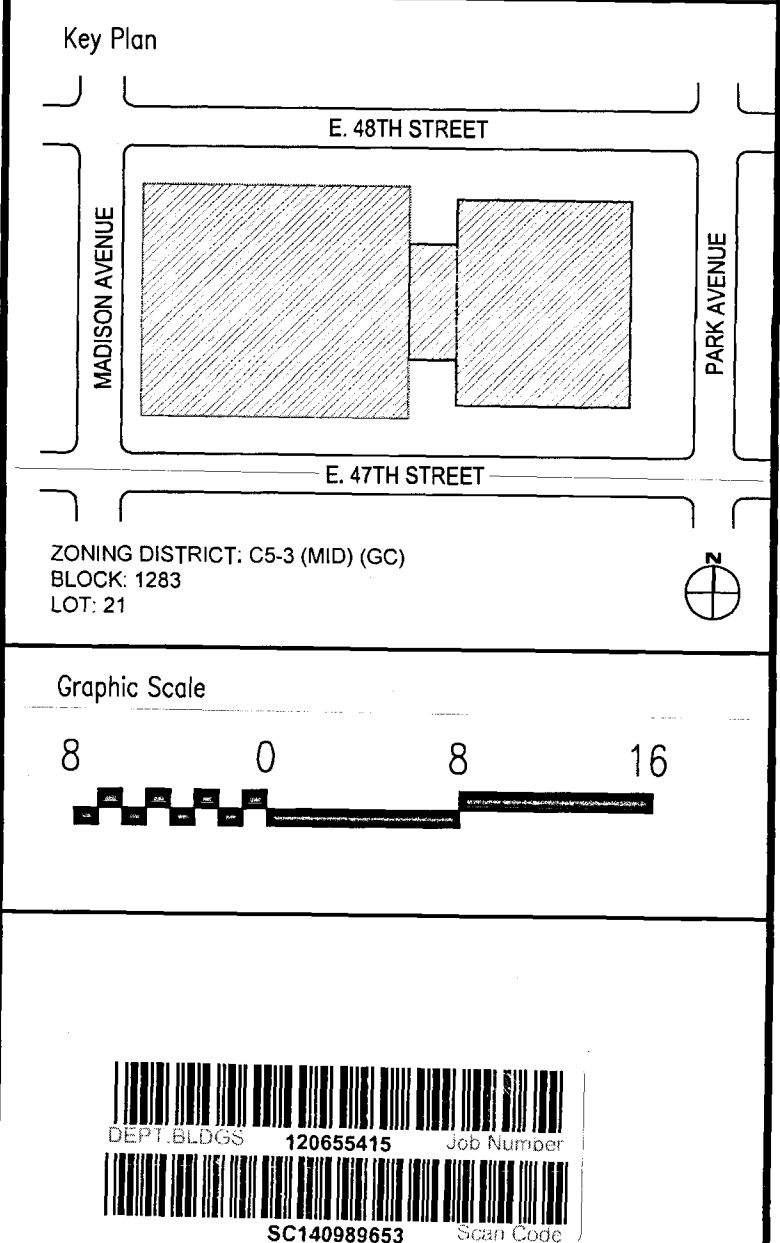 Key Plan
E. 48TH STREET
MADISON AVENUE
PARK AVENUE
E. 47TH STREET
ZONING DISTRICT: C5-3 (MID) (GC)
BLOCK: 1283
LOT: 21
N
Graphic Scale
8 0 8 16
DEPT.BLDGS 120655415 Job Number
SC140989653 Scan Code